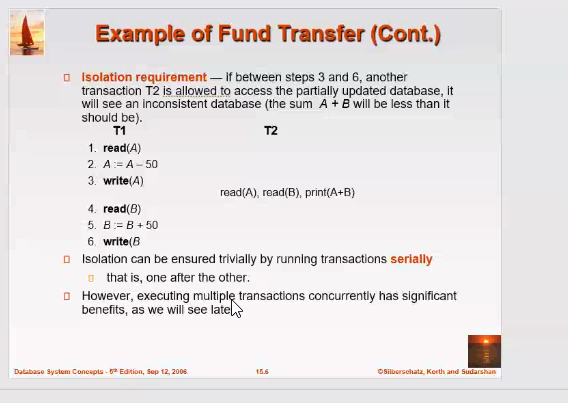 Example of Fund Transfer (Cont.)
Isolation requirement — if between steps 3 and 6, another
transaction T2 is allowed to access the partially updated database, it
will see an inconsistent database (the sum A + B will be less than it
should be).
T1 T2
1. read(A)
2. A := A – 50
3. write(A)
read(A), read(B), print(A+B)
4. read(B)
5. B := B + 50
6. write(B
Isolation can be ensured trivially by running transactions serially
that is, one after the other.
However, executing multiple transactions concurrently has significant
benefits, as we will see late
Database System Concepts - 5th Edition, Sep 12, 2006 15.6 ©Silberschatz, Korth and Sudarshan